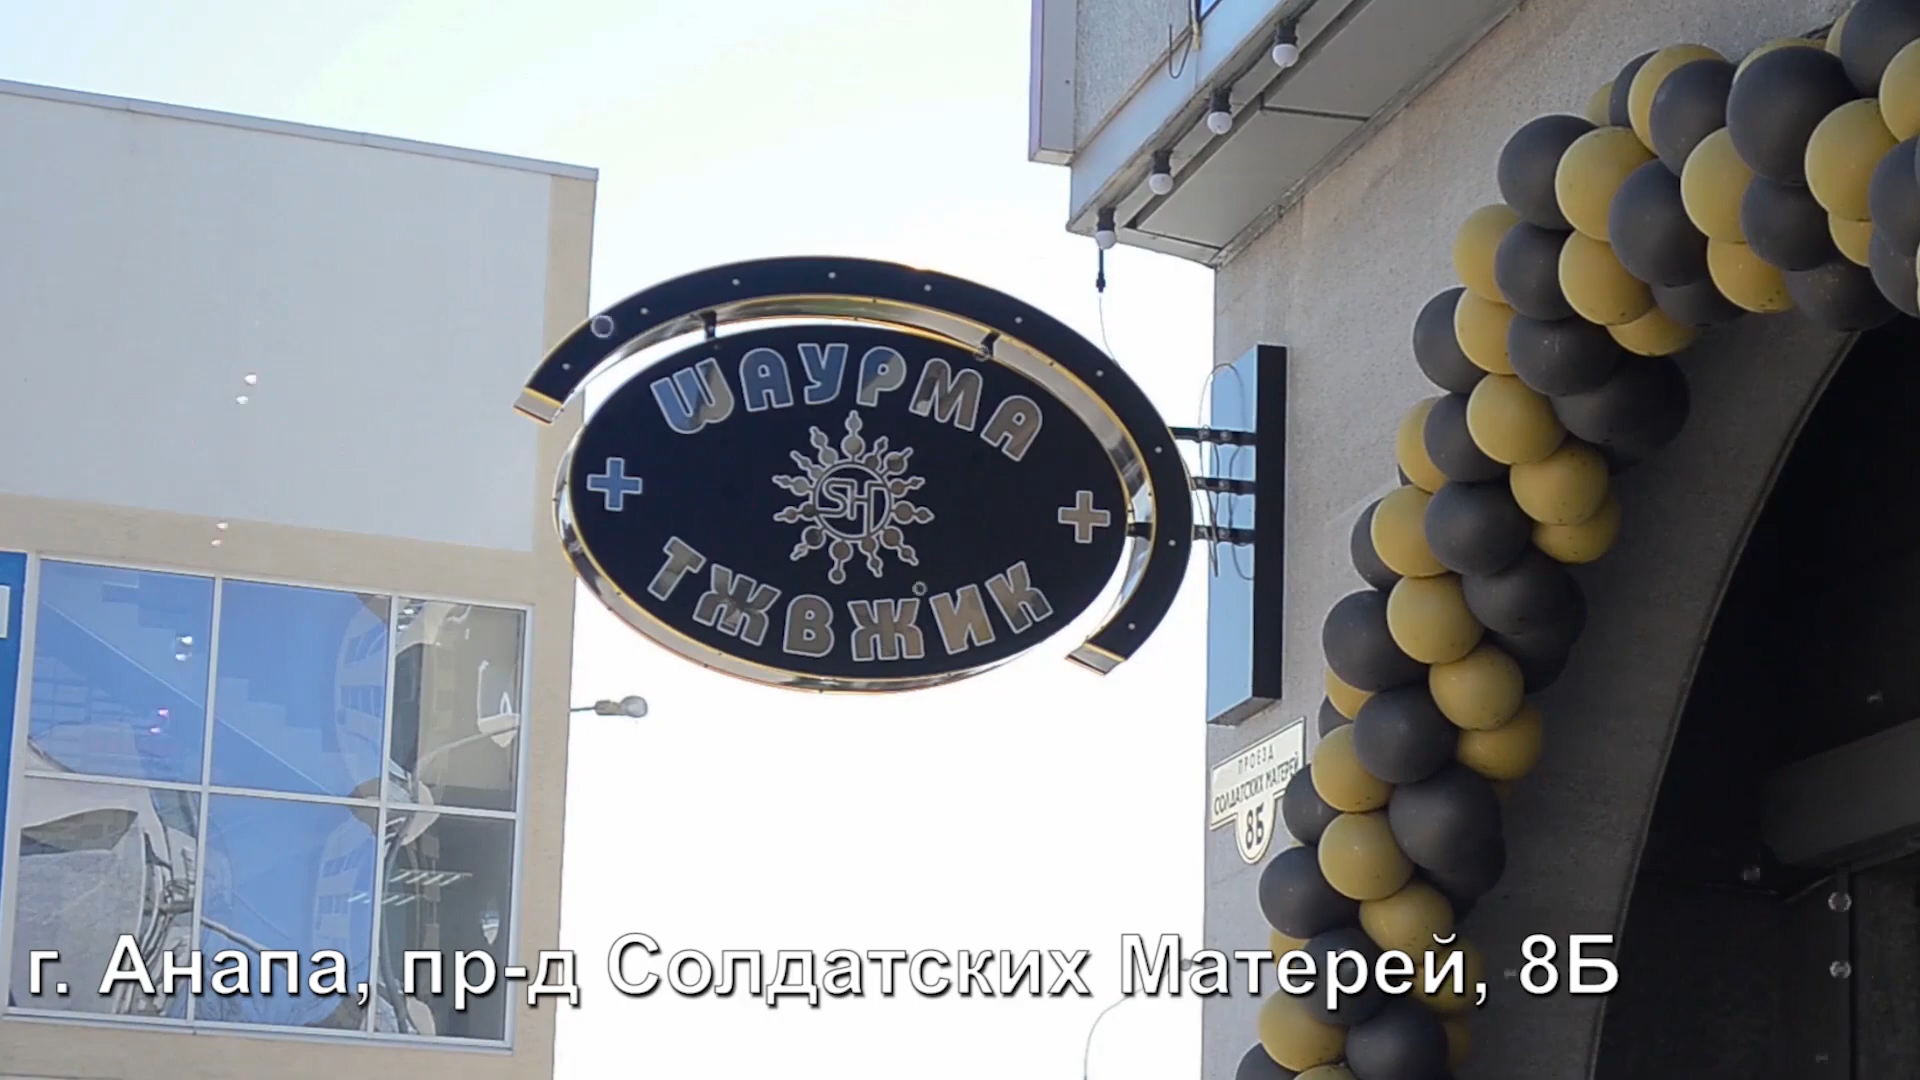 ШАУРМА
+ SH +
ТЖВЖИК
ПРОЕЗД
СОЛДАТСКИХ МАТЕРЕЙ
8Б
г. Анапа, пр-д Солдатских Матерей, 8Б